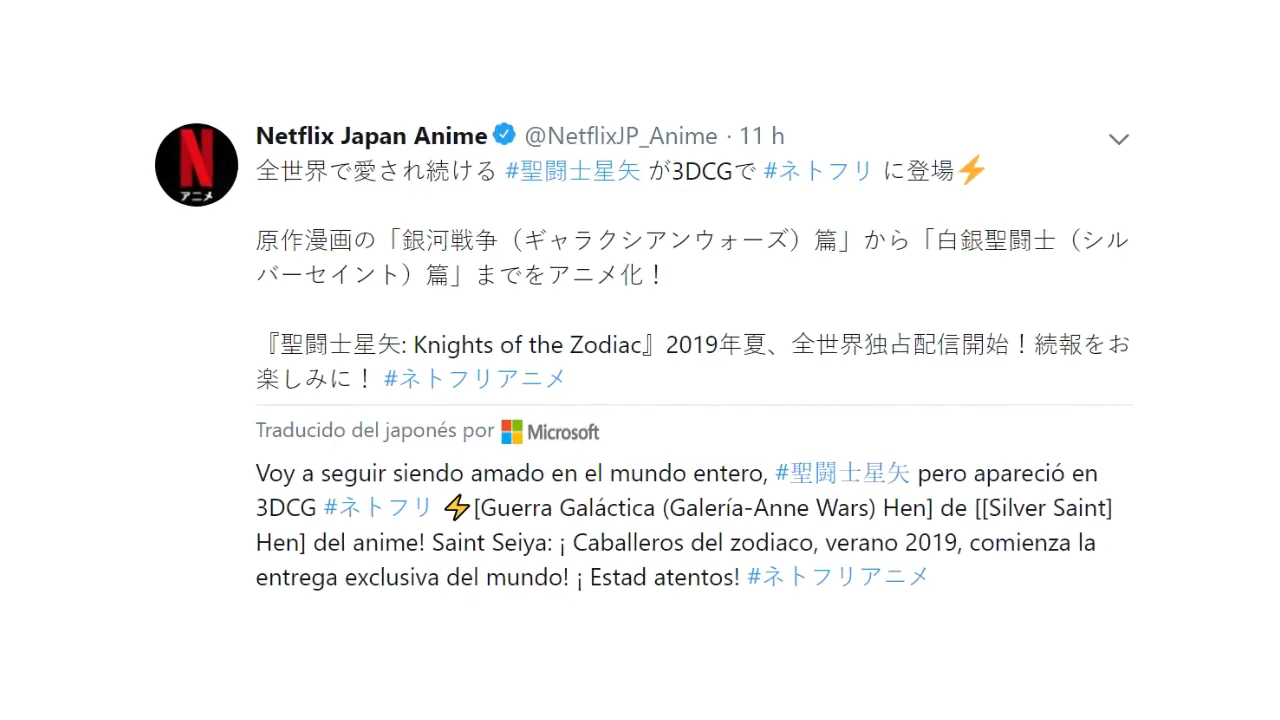 Netflix Japan Anime @NetflixJP_Anime · 11 h
全世界で愛され続ける #聖闘士星矢 が3DCGで #ネトフリ に登場⚡
アニメ
原作漫画の「銀河戦争（ギャラクシアンウォーズ）篇」から「白銀聖闘士（シル
バーセイント）篇」までをアニメ化！
『聖闘士星矢: Knights of the Zodiac』2019年夏、全世界独占配信開始！続報をお
楽しみに！ #ネトフリアニメ
Traducido del japonés por Microsoft
Voy a seguir siendo amado en el mundo entero, #聖闘士星矢 pero apareció en
3DCG #ネトフリ ⚡[Guerra Galáctica (Galería-Anne Wars) Hen] de [[Silver Saint]
Hen] del anime! Saint Seiya: ¡ Caballeros del zodiaco, verano 2019, comienza la
entrega exclusiva del mundo! ¡ Estad atentos! #ネトフリアニメ